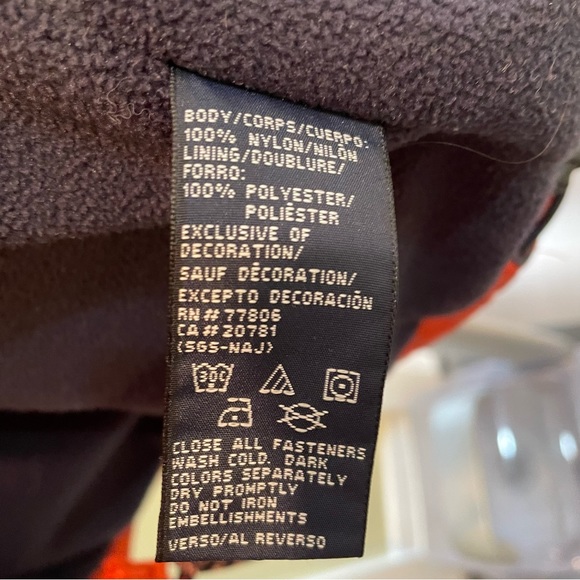 BODY/CORPS/CUERPO:
100% NYLON/NILÓN
LINING/DOUBLURE/
FORRO:
100% POLYESTER/
POLIÉSTER
EXCLUSIVE OF
DECORATION/
SAUF DÉCORATION/
EXCEPTO DECORACIÓN
RN# 77806
CA# 20781
(SGS-NAJ)
30C
CLOSE ALL FASTENERS
WASH COLD. DARK
COLORS SEPARATELY
DRY PROMPTLY
DO NOT IRON
EMBELLISHMENTS
VERSO/AL REVERSO